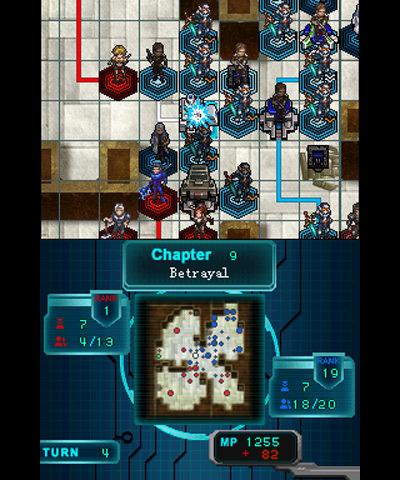 Chapter 9
Betrayal
RANK
1
7
4/13
RANK
19
7
18/20
TURN 4
MP 1255
+ 82